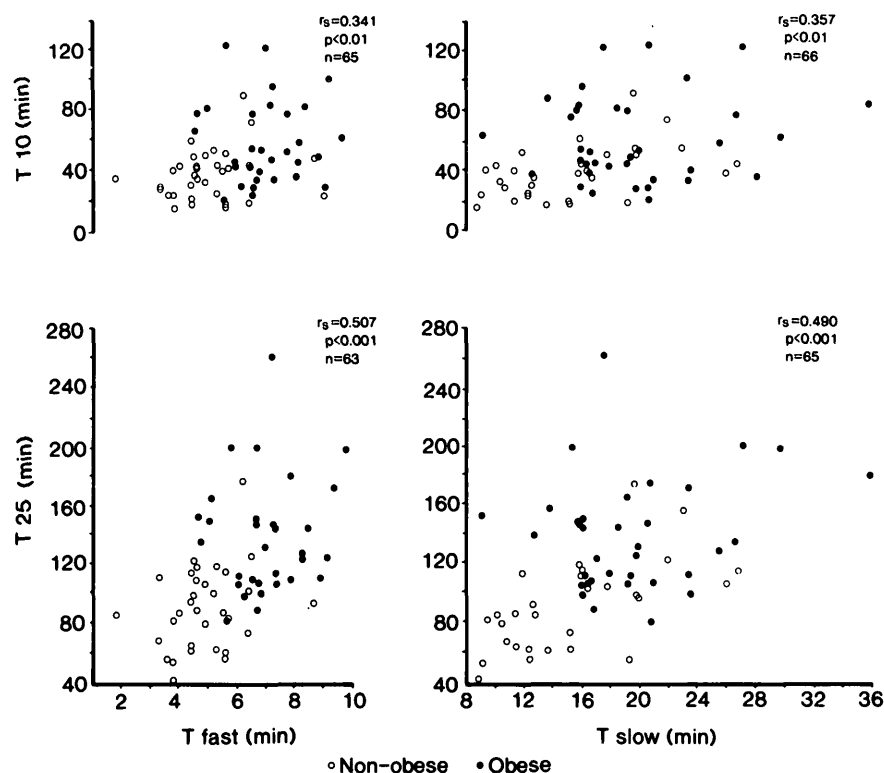 rs=0.341
p<0.01
n=65
120
80
40
20
0
T 10 (min)
rs=0.357
p<0.01
n=66
120
80
40
20
0
rs=0.507
p<0.001
n=63
280
240
200
160
120
80
40
T 25 (min)
2 4 6 8 10
T fast (min)
rs=0.490
p<0.001
n=65
280
240
200
160
120
80
40
8 12 16 20 24 28 32 36
T slow (min)
○ Non-obese ● Obese